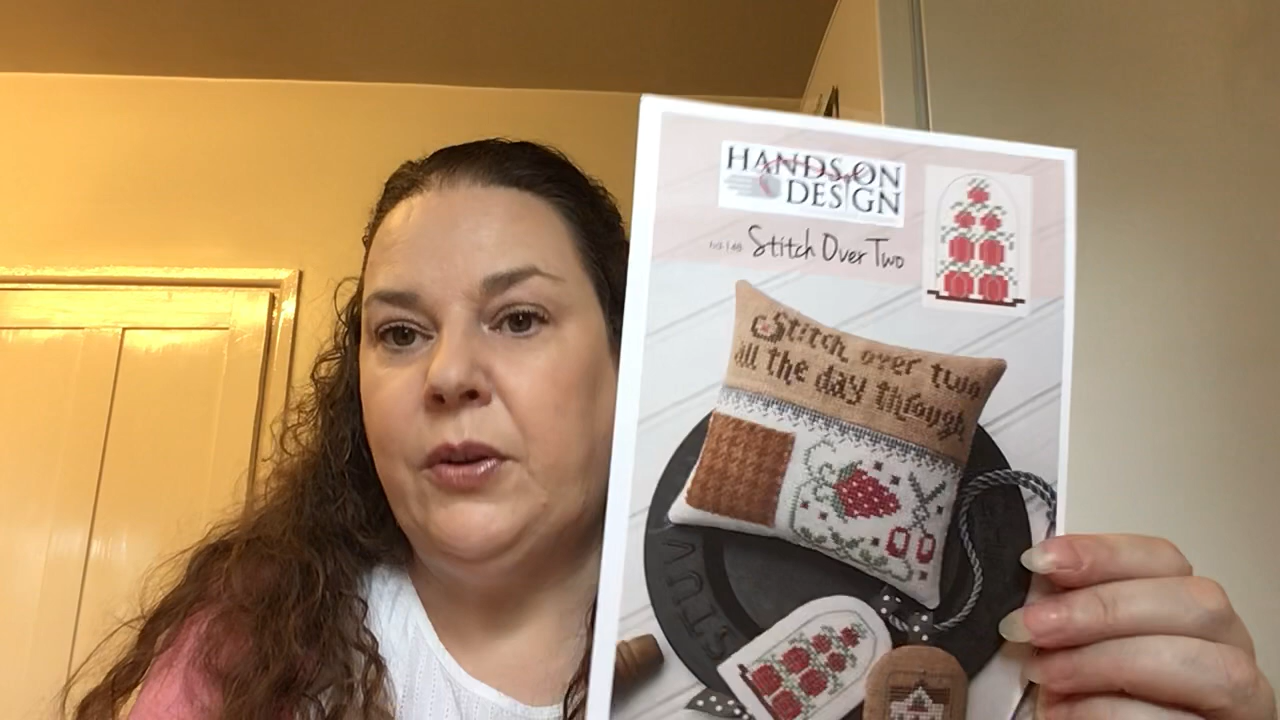 HANDS ON
DESIGN
Stitch Over Two
Stitch over two
all the day through